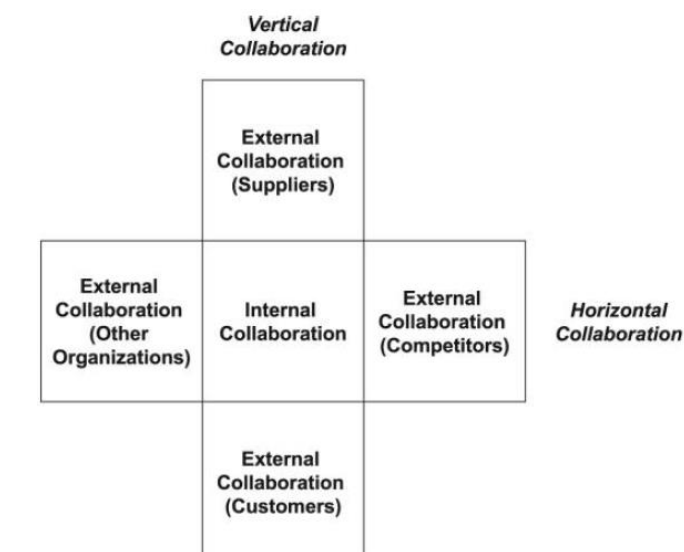 Vertical
Collaboration
External
Collaboration
(Suppliers)
External
Collaboration
(Other
Organizations)
Internal
Collaboration
External
Collaboration
(Competitors)
Horizontal
Collaboration
External
Collaboration
(Customers)